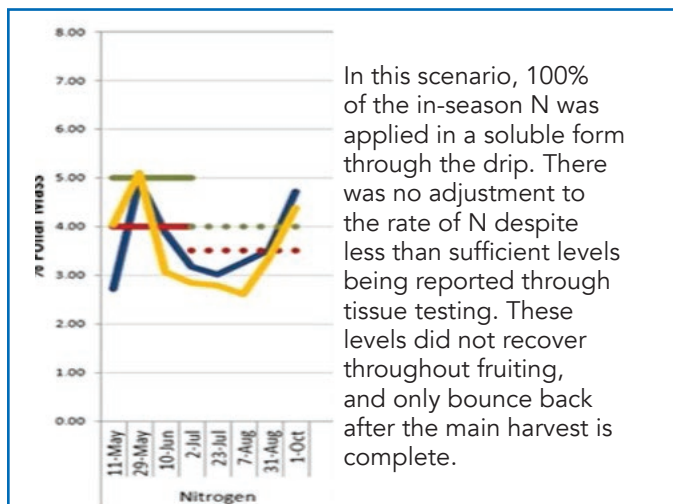 8.00
7.00
6.00
5.00
4.00
3.00
2.00
1.00
0.00
% Foliar Mass
11-May
29-May
10-Jun
2-Jul
23-Jul
7-Aug
31-Aug
1-Oct
Nitrogen
In this scenario, 100%
of the in-season N was
applied in a soluble form
through the drip. There
was no adjustment to
the rate of N despite
less than sufficient levels
being reported through
tissue testing. These
levels did not recover
throughout fruiting,
and only bounce back
after the main harvest is
complete.